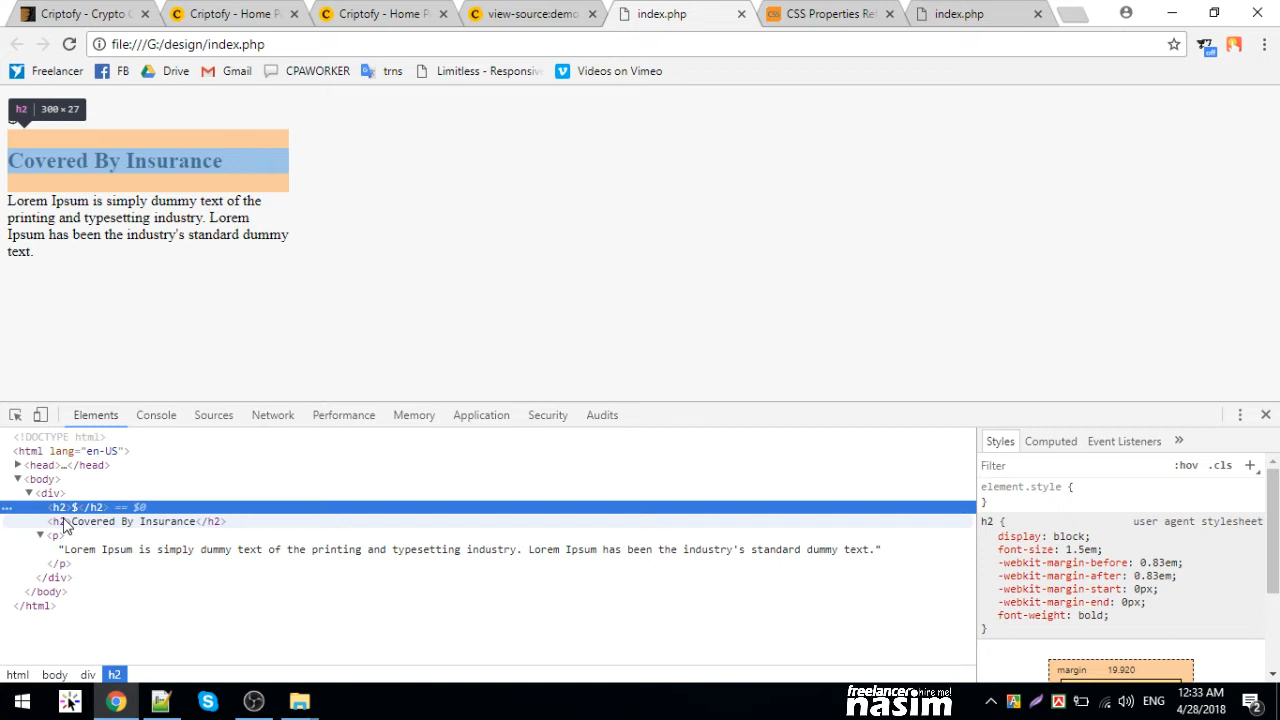 Criptofy - Crypto C
Criptofy - Home P
Criptofy - Home P
view-source:demo
index.php
CSS Properties Re
index.php
file:///G:/design/index.php
Freelancer
FB
Drive
Gmail
CPAWORKER
trns
Limitless - Responsiv
Videos on Vimeo
off
h2 300 × 27
Covered By Insurance
Lorem Ipsum is simply dummy text of the
printing and typesetting industry. Lorem
Ipsum has been the industry's standard dummy
text.
Elements Console Sources Network Performance Memory Application Security Audits
<!DOCTYPE html>
<html lang="en-US">
<head>…</head>
<body>
<div>
<h2>$</h2> == $0
<h2>Covered By Insurance</h2>
<p>
"Lorem Ipsum is simply dummy text of the printing and typesetting industry. Lorem Ipsum has been the industry's standard dummy text."
</p>
</div>
</body>
</html>
html body div h2
Styles Computed Event Listeners »
Filter :hov .cls +
element.style {
}
h2 { user agent stylesheet
display: block;
font-size: 1.5em;
-webkit-margin-before: 0.83em;
-webkit-margin-after: 0.83em;
-webkit-margin-start: 0px;
-webkit-margin-end: 0px;
font-weight: bold;
}
margin 19.920
freelancer hire me!
nasim
ENG
12:33 AM
4/28/2018
2